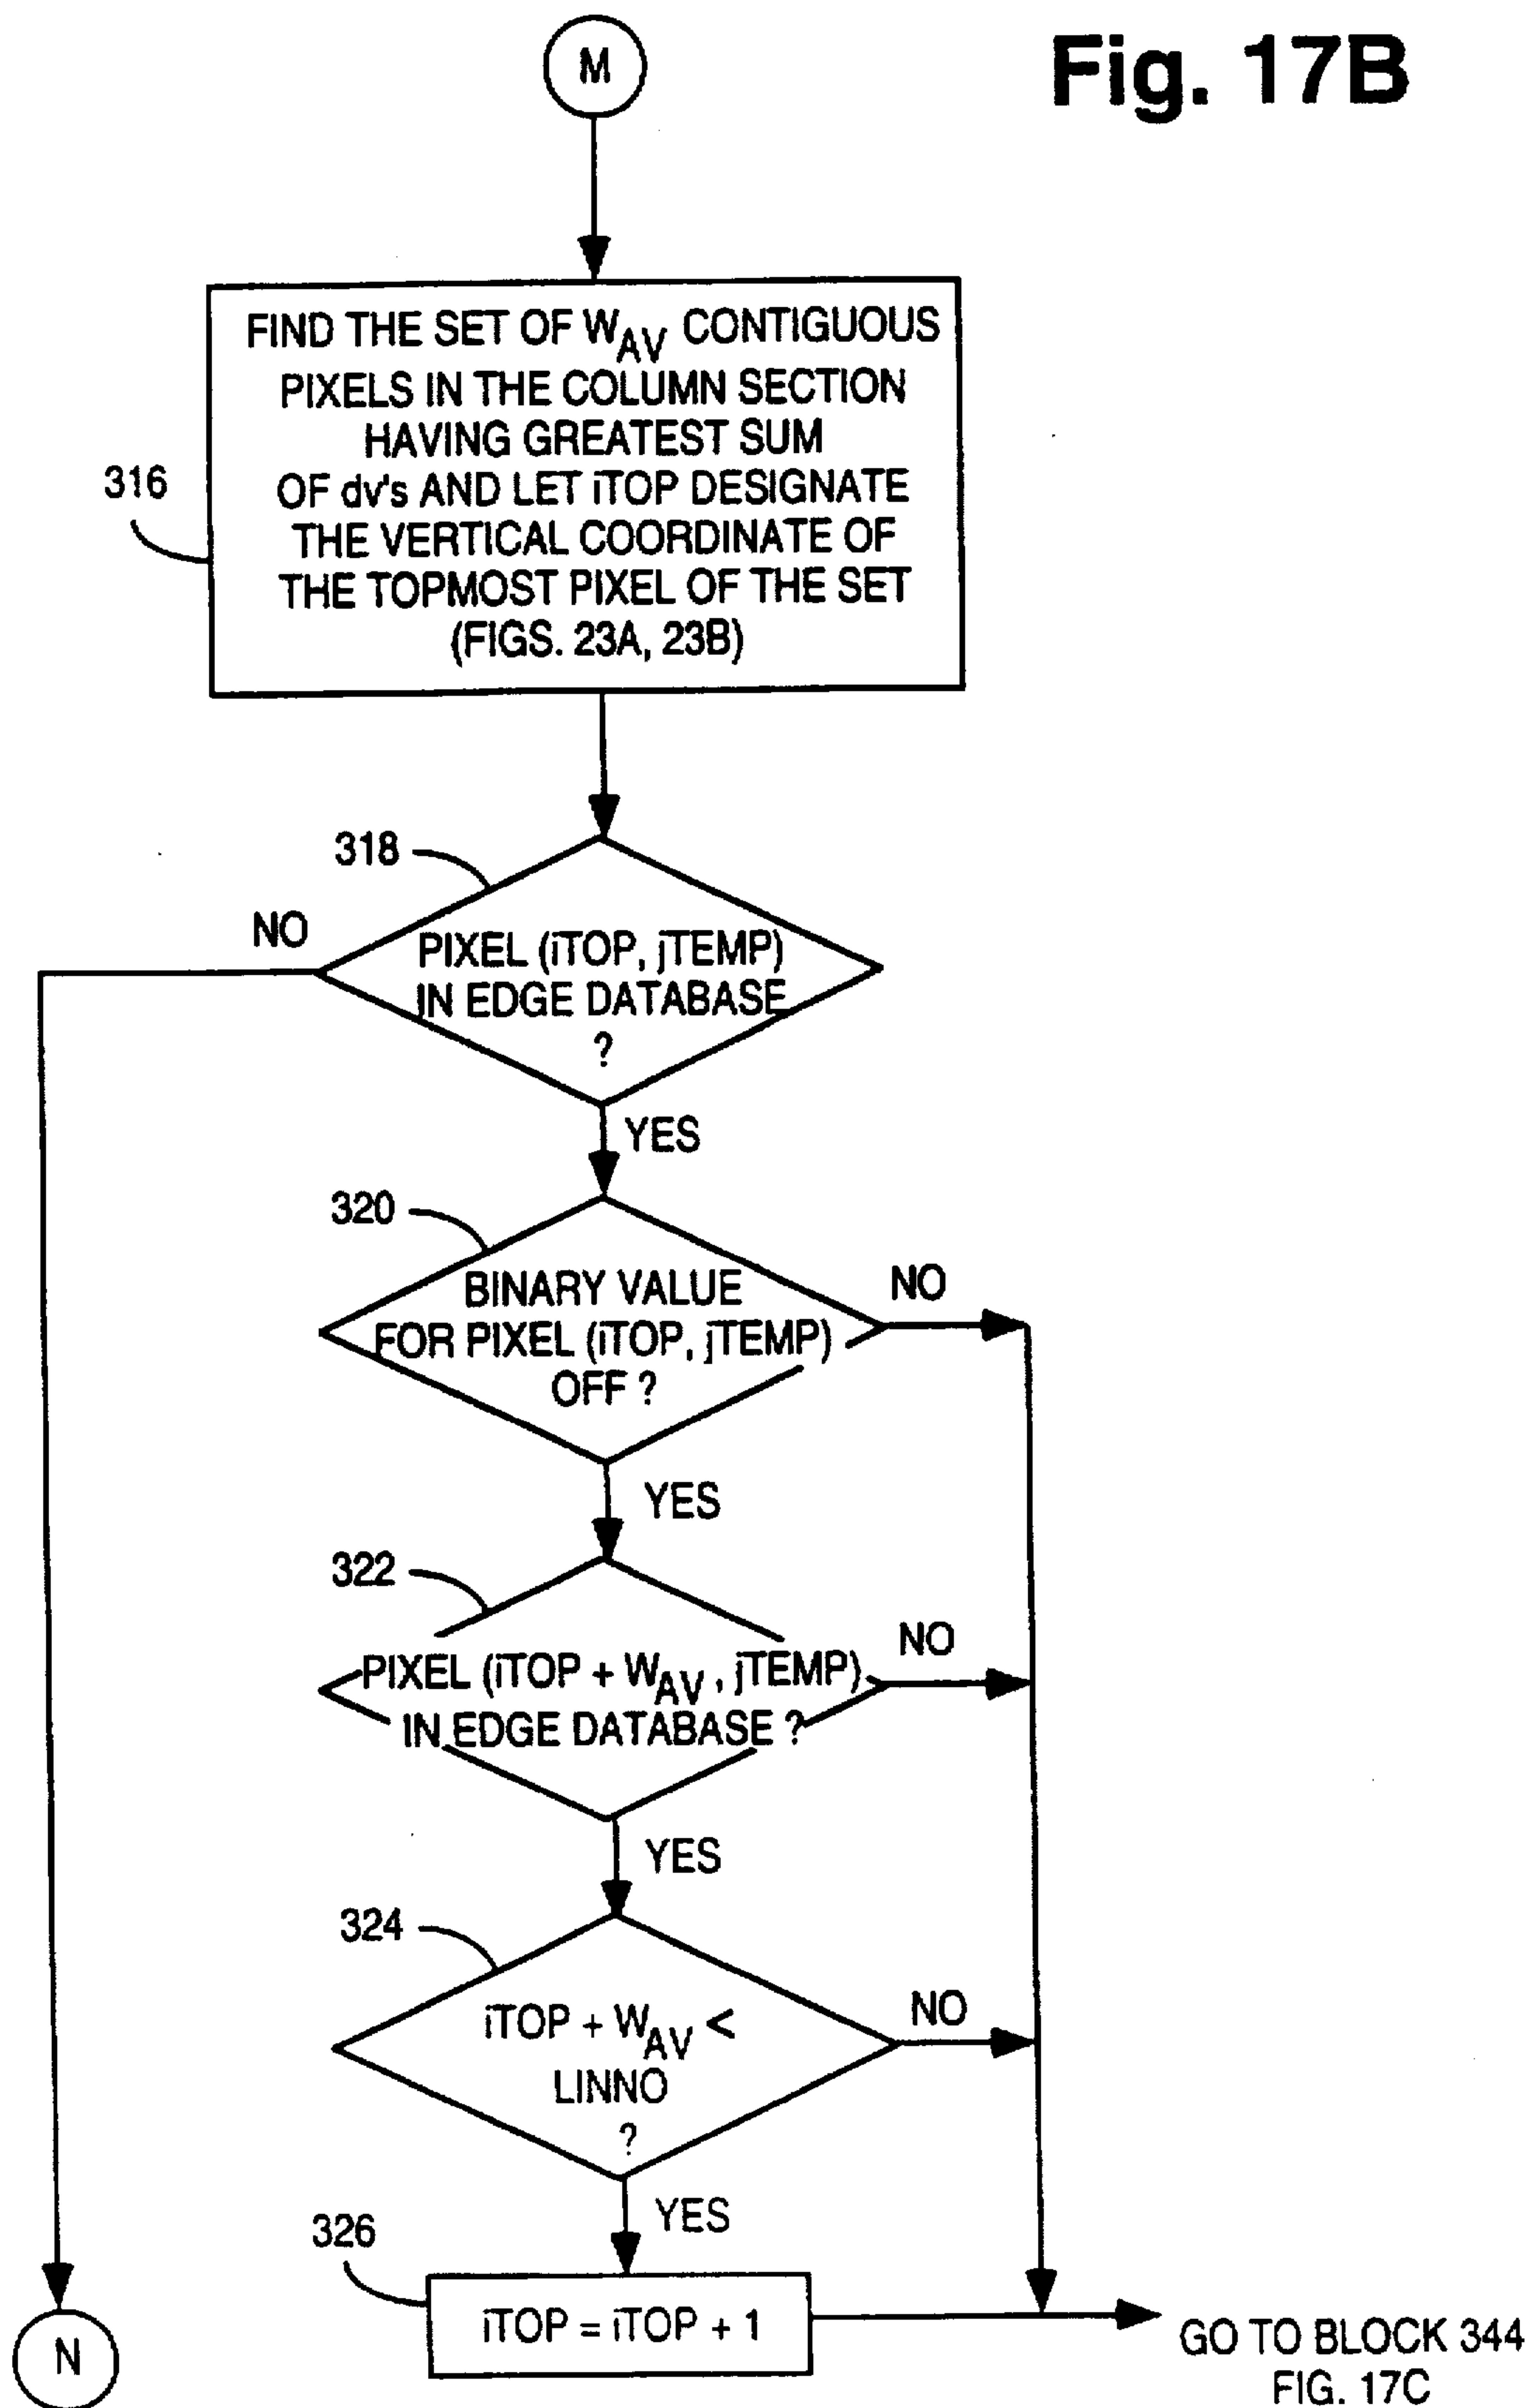 Fig. 17B
M
FIND THE SET OF WAV CONTIGUOUS
PIXELS IN THE COLUMN SECTION
HAVING GREATEST SUM
OF dv's AND LET iTOP DESIGNATE
THE VERTICAL COORDINATE OF
THE TOPMOST PIXEL OF THE SET
(FIGS. 23A, 23B)
316
318
NO
PIXEL (iTOP, jTEMP)
IN EDGE DATABASE
?
YES
320
BINARY VALUE
FOR PIXEL (iTOP, jTEMP)
OFF ?
NO
YES
322
PIXEL (iTOP + WAV, jTEMP)
IN EDGE DATABASE ?
NO
YES
324
iTOP + WAV <
LINNO
?
NO
YES
326
iTOP = iTOP + 1
N
GO TO BLOCK 344
FIG. 17C